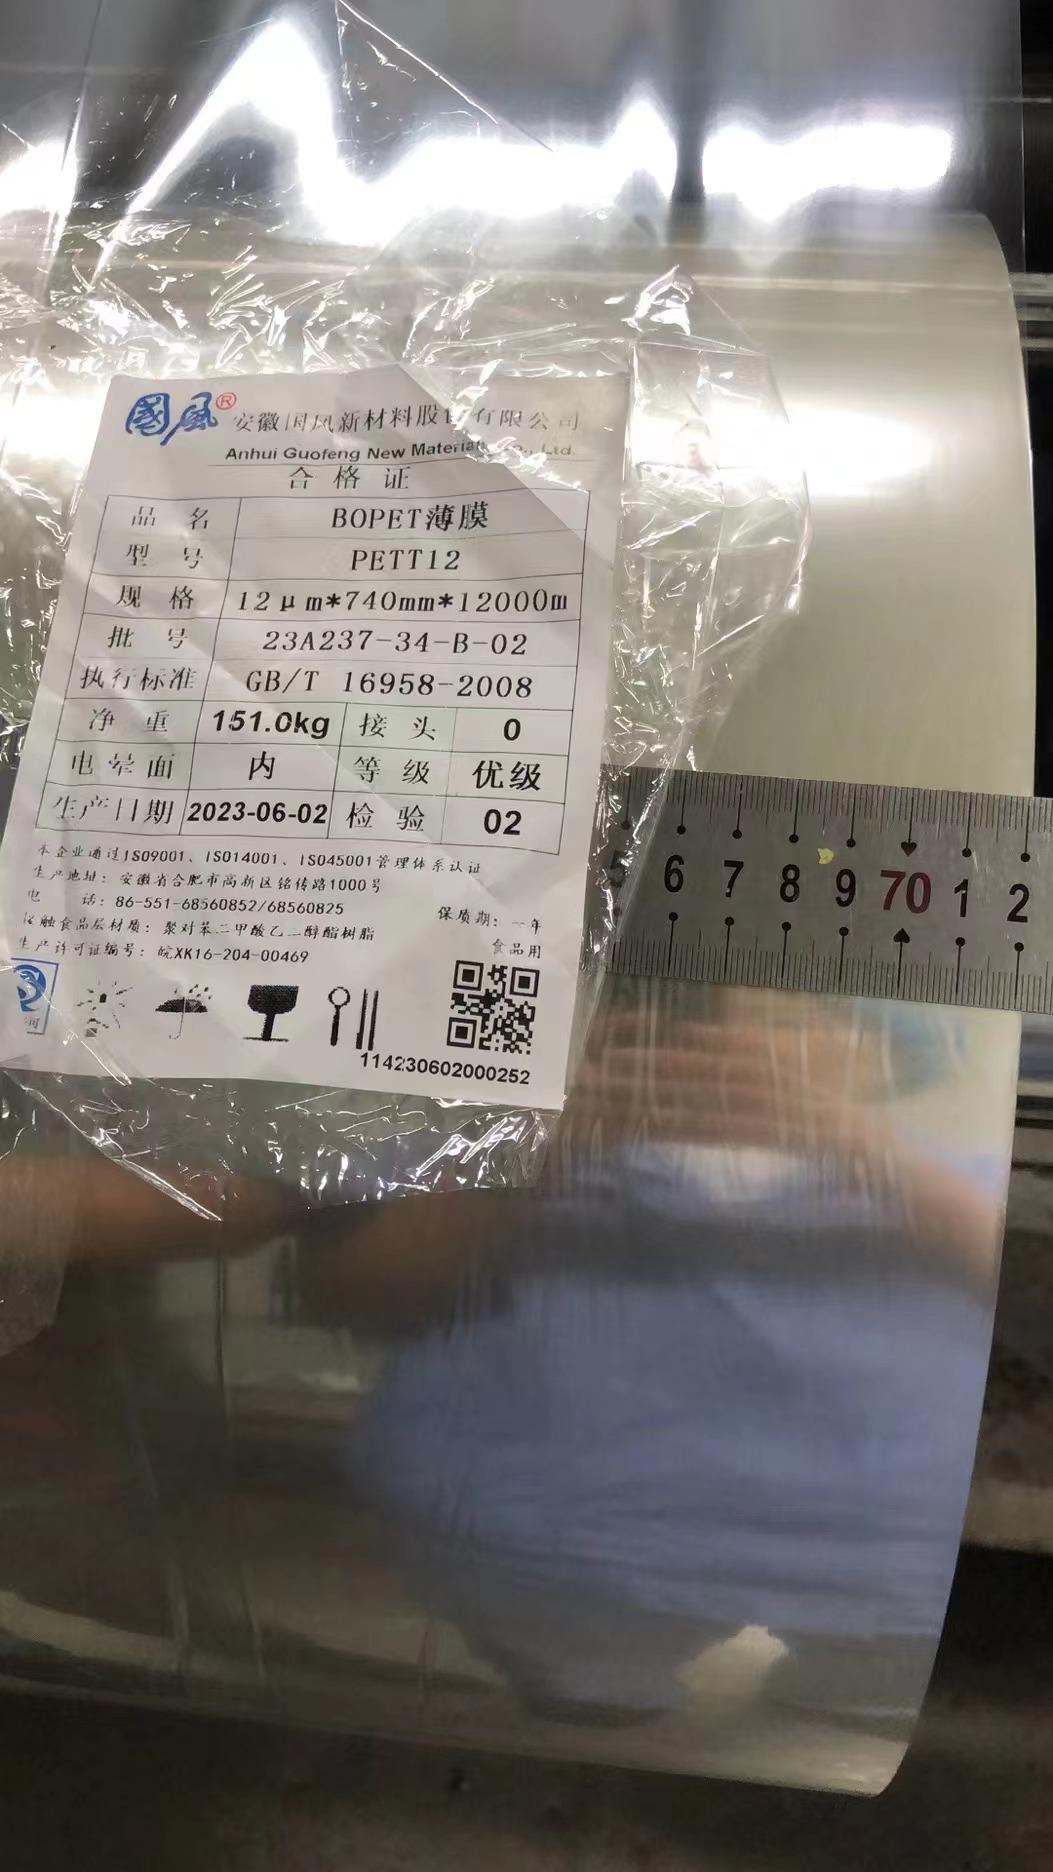 國風®
安徽国风新材料股份有限公司
Anhui Guofeng New Materials Co., Ltd.
合格证
品名 BOPET薄膜
型号 PETT12
规格 12μm*740mm*12000m
批号 23A237-34-B-02
执行标准 GB/T 16958-2008
净重 151.0kg 接头 0
电晕面 内 等级 优级
生产日期 2023-06-02 检验 02
本企业通过ISO9001、ISO14001、ISO45001管理体系认证
生产地址：安徽省合肥市高新区铭传路1000号
电话：86-551-68560852/68560825
保质期：一年
接触食品层材质：聚对苯二甲酸乙二醇酯树脂
食品用
生产许可证编号：皖XK16-204-00469
114230602000252
5 6 7 8 9 70 1 2